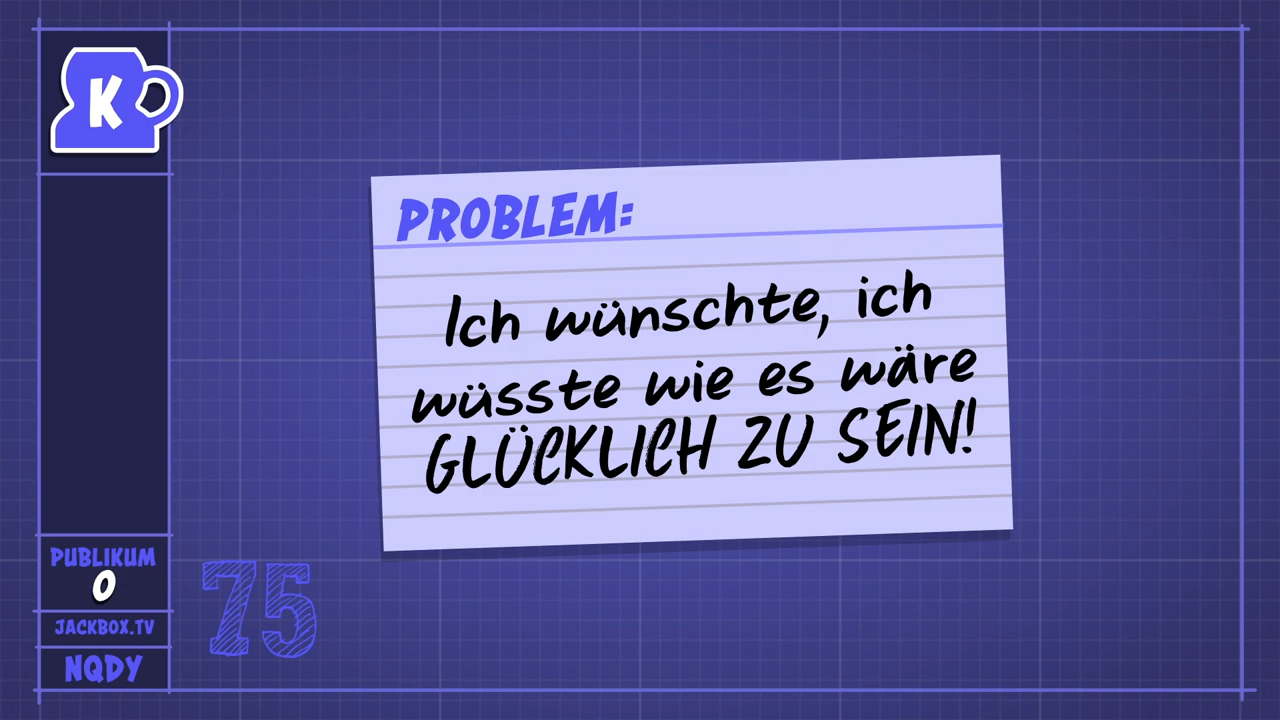 K
PROBLEM:
Ich wünschte, ich
wüsste wie es wäre
GLÜCKLICH ZU SEIN!
PUBLIKUM
0
JACKBOX.TV
NQDY
75